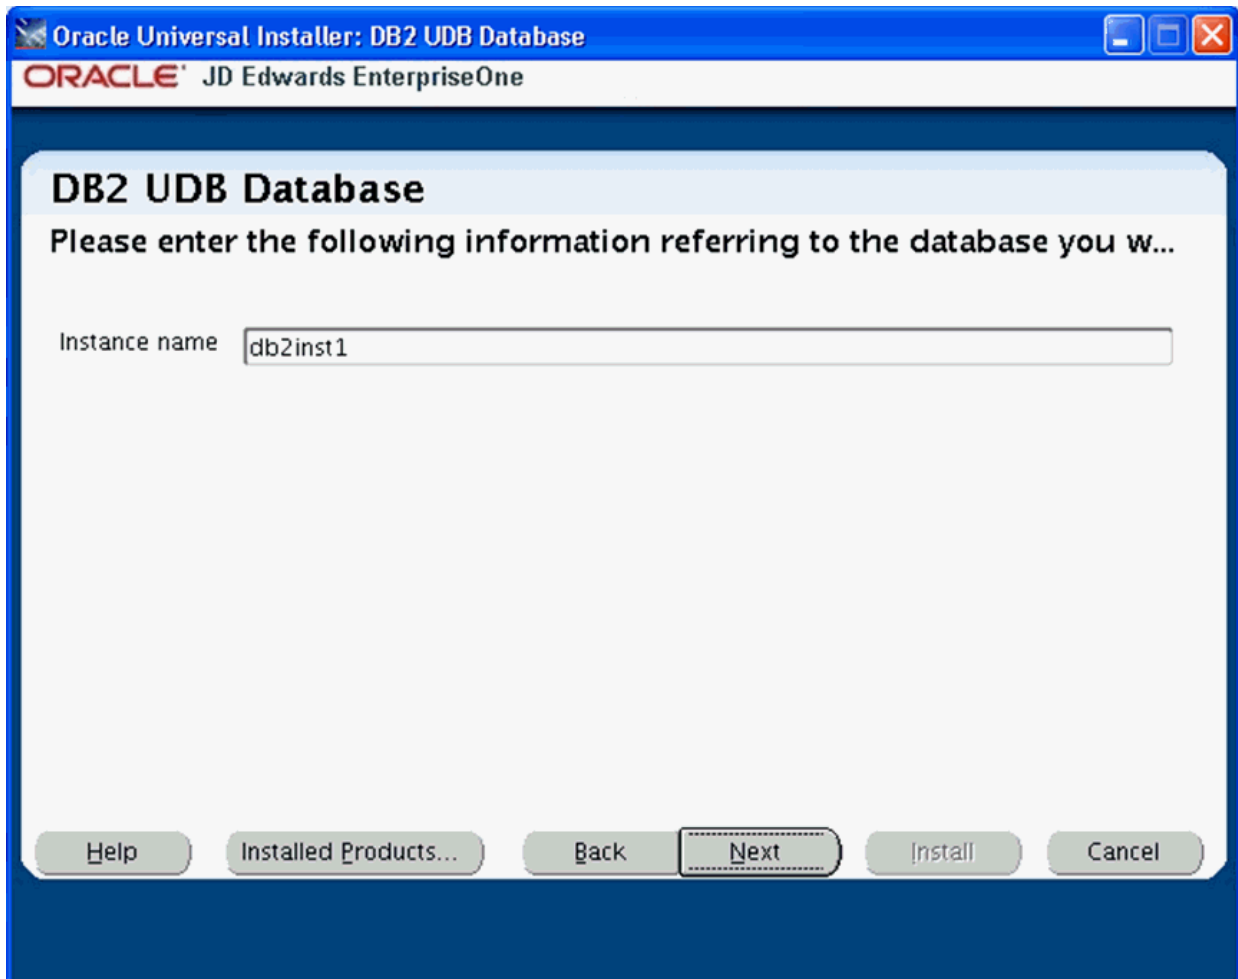 Oracle Universal Installer: DB2 UDB Database
ORACLE JD Edwards EnterpriseOne
DB2 UDB Database
Please enter the following information referring to the database you w...
Instance name db2inst1
Help Installed Products... Back Next Install Cancel